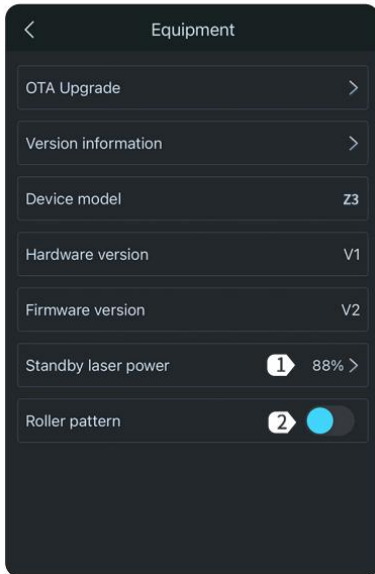 Equipment
OTA Upgrade
Version information
Device model Z3
Hardware version V1
Firmware version V2
Standby laser power 1 88%
Roller pattern 2